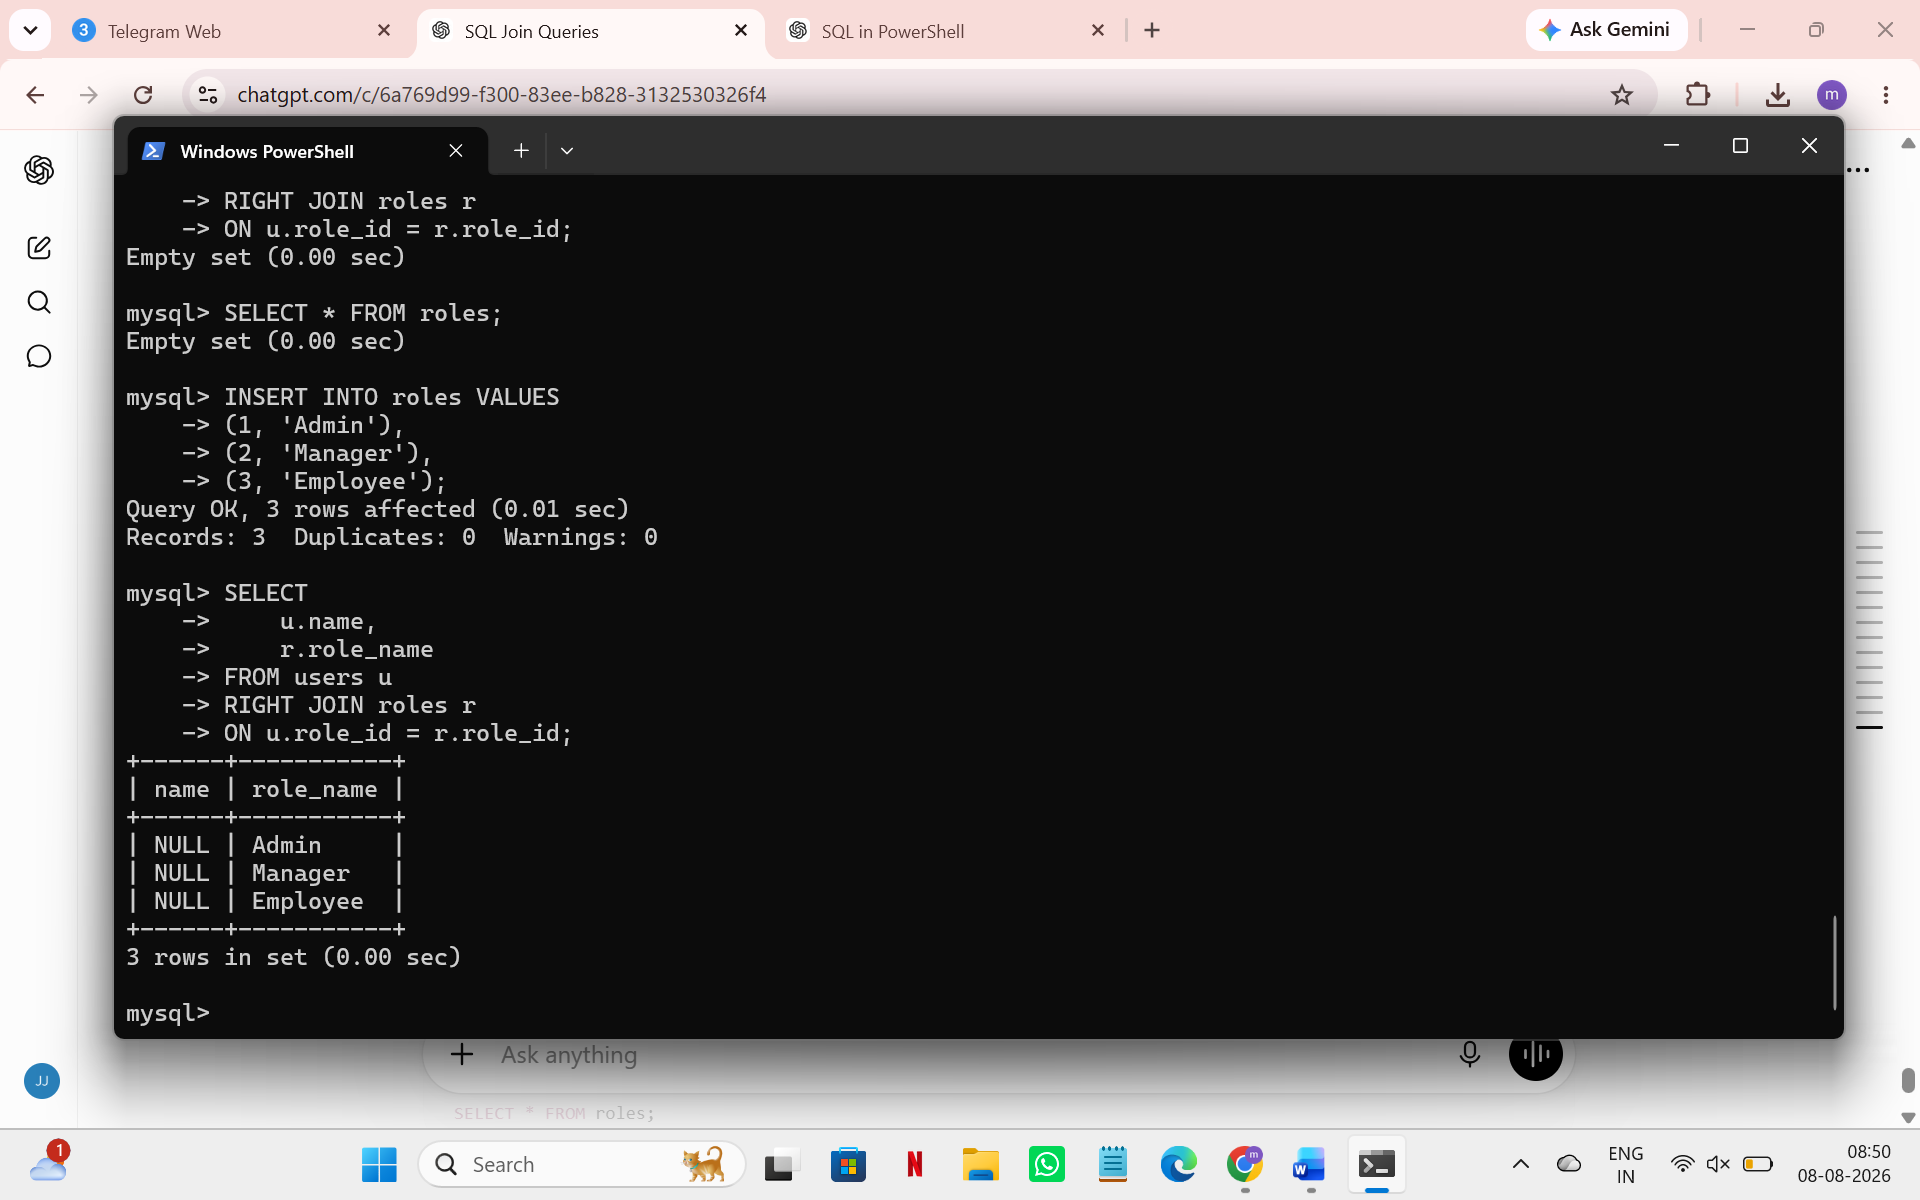 3 Telegram Web
SQL Join Queries
SQL in PowerShell
Ask Gemini
chatgpt.com/c/6a769d99-f300-83ee-b828-3132530326f4
m
Windows PowerShell
-> RIGHT JOIN roles r
-> ON u.role_id = r.role_id;
Empty set (0.00 sec)
mysql> SELECT * FROM roles;
Empty set (0.00 sec)
mysql> INSERT INTO roles VALUES
-> (1, 'Admin'),
-> (2, 'Manager'),
-> (3, 'Employee');
Query OK, 3 rows affected (0.01 sec)
Records: 3  Duplicates: 0  Warnings: 0
mysql> SELECT
->     u.name,
->     r.role_name
-> FROM users u
-> RIGHT JOIN roles r
-> ON u.role_id = r.role_id;
+------+-----------+
| name | role_name |
+------+-----------+
| NULL | Admin     |
| NULL | Manager   |
| NULL | Employee  |
+------+-----------+
3 rows in set (0.00 sec)
mysql>
Ask anything
JJ
SELECT * FROM roles;
1
Search
N
m
W
ENG
IN
08:50
08-08-2026